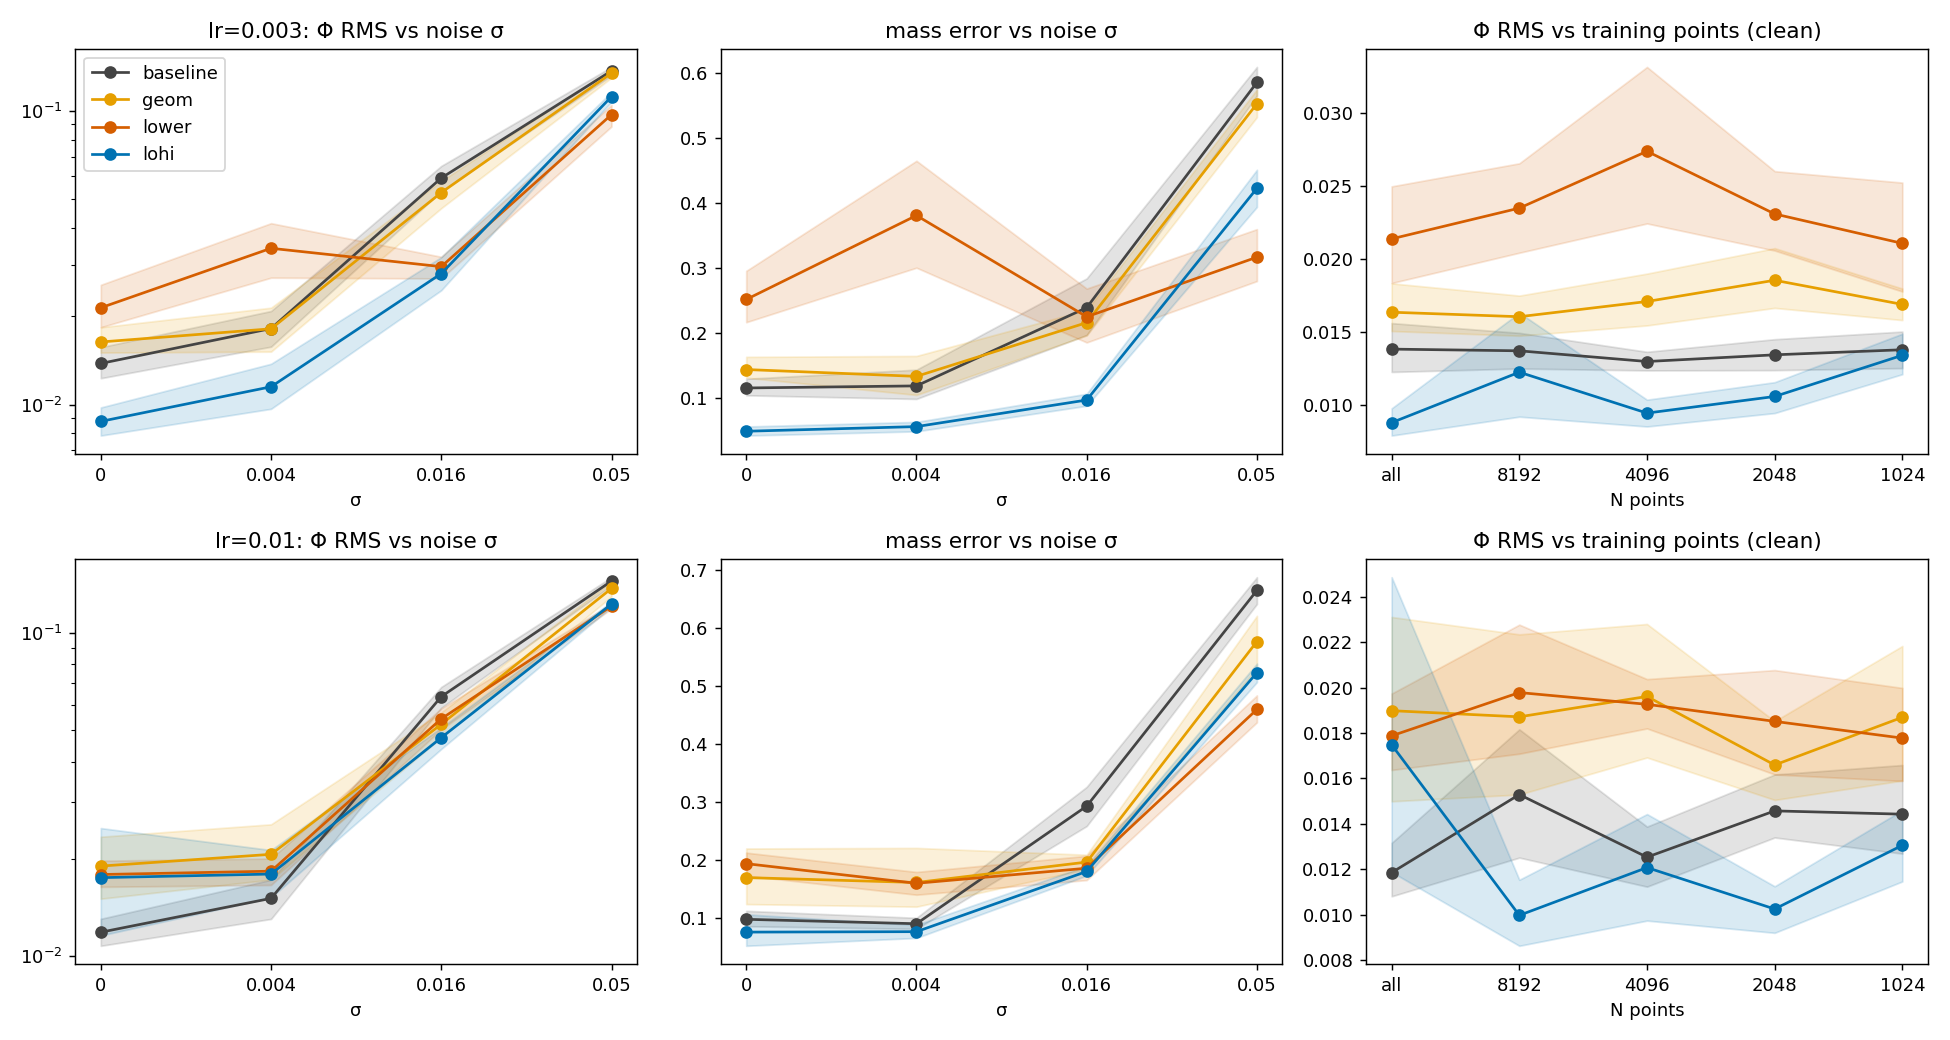 lr=0.003: Φ RMS vs noise σ
baseline
geom
lower
lohi
10⁻¹
10⁻²
0 0.004 0.016 0.05
σ
mass error vs noise σ
0.6
0.5
0.4
0.3
0.2
0.1
0 0.004 0.016 0.05
σ
Φ RMS vs training points (clean)
0.030
0.025
0.020
0.015
0.010
all 8192 4096 2048 1024
N points
lr=0.01: Φ RMS vs noise σ
10⁻¹
10⁻²
0 0.004 0.016 0.05
σ
mass error vs noise σ
0.7
0.6
0.5
0.4
0.3
0.2
0.1
0 0.004 0.016 0.05
σ
Φ RMS vs training points (clean)
0.024
0.022
0.020
0.018
0.016
0.014
0.012
0.010
0.008
all 8192 4096 2048 1024
N points